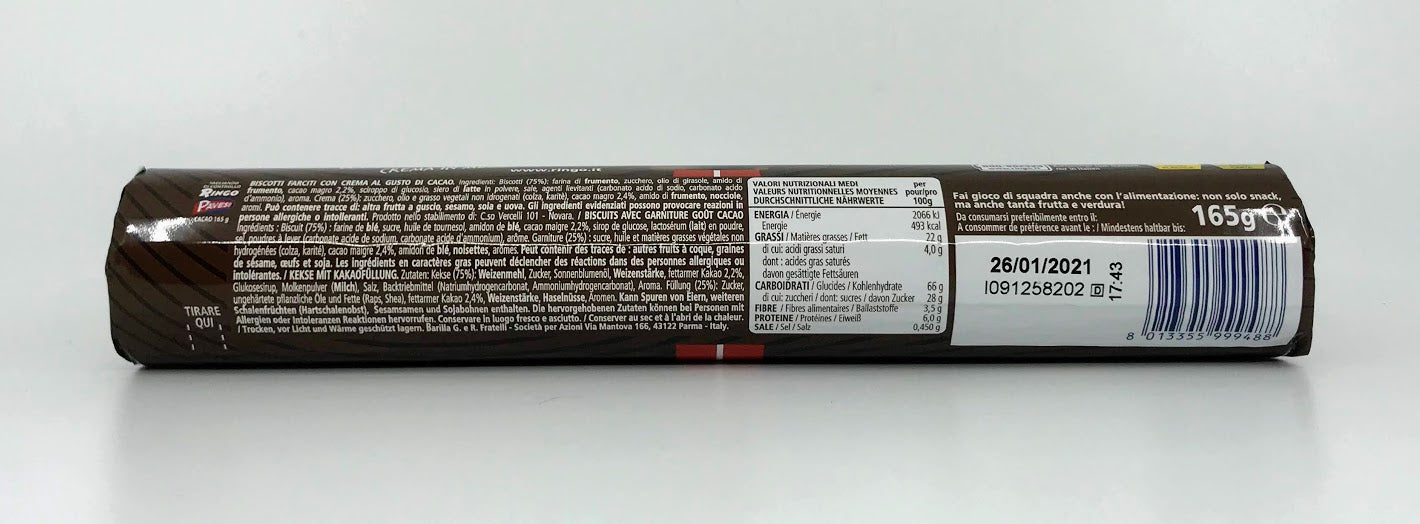 www.ringo.it
TAGLIANDO
DI CONTROLLO
RINGO
PAVESI
CACAO 165 g
TIRARE
QUI
BISCOTTI FARCITI CON CREMA AL GUSTO DI CACAO. Ingredienti: Biscotti (75%): farina di frumento, zucchero, olio di girasole, amido di
frumento, cacao magro 2,2%, sciroppo di glucosio, siero di latte in polvere, sale, agenti lievitanti (carbonato acido di sodio, carbonato acido
d'ammonio), aromi. Crema (25%): zucchero, olio e grasso vegetali non idrogenati (colza, karité), cacao magro 2,4%, amido di frumento, nocciole,
aromi. Può contenere tracce di: altra frutta a guscio, sesamo, soia e uova. Gli ingredienti evidenziati possono provocare reazioni in
persone allergiche o intolleranti. Prodotto nello stabilimento di: C.so Vercelli 101 - Novara. / BISCUITS AVEC GARNITURE GOÛT CACAO
Ingrédients : Biscuit (75%) : farine de blé, sucre, huile de tournesol, amidon de blé, cacao maigre 2,2%, sirop de glucose, lactosérum (lait) en poudre,
sel, poudres à lever (carbonate acide de sodium, carbonate acide d'ammonium), arôme. Garniture (25%) : sucre, huile et matières grasses végétales non
hydrogénées (colza, karité), cacao maigre 2,4%, amidon de blé, noisettes, arômes. Peut contenir des traces de : autres fruits à coque, graines
de sésame, œufs et soja. Les ingrédients en caractères gras peuvent déclencher des réactions dans des personnes allergiques ou
intolérantes. / KEKSE MIT KAKAOFÜLLUNG. Zutaten: Kekse (75%): Weizenmehl, Zucker, Sonnenblumenöl, Weizenstärke, fettarmer Kakao 2,2%,
Glukosesirup, Molkenpulver (Milch), Salz, Backtriebmittel (Natriumhydrogencarbonat, Ammoniumhydrogencarbonat), Aroma. Füllung (25%): Zucker,
ungehärtete pflanzliche Öle und Fette (Raps, Shea), fettarmer Kakao 2,4%, Weizenstärke, Haselnüsse, Aromen. Kann Spuren von Eiern, weiteren
Schalenfrüchten (Hartschalenobst), Sesamsamen und Sojabohnen enthalten. Die hervorgehobenen Zutaten können bei Personen mit
Allergien oder Intoleranzen Reaktionen hervorrufen. Conservare in luogo fresco e asciutto. / Conserver au sec et à l'abri de la chaleur.
/ Trocken, vor Licht und Wärme geschützt lagern. Barilla G. e R. Fratelli - Società per Azioni Via Mantova 166, 43122 Parma - Italy.
VALORI NUTRIZIONALI MEDI per
VALEURS NUTRITIONNELLES MOYENNES pour/pro
DURCHSCHNITTLICHE NÄHRWERTE 100g
ENERGIA / Énergie 2066 kJ
Energie 493 kcal
GRASSI / Matières grasses / Fett 22 g
di cui: acidi grassi saturi 4,0 g
dont : acides gras saturés
davon gesättigte Fettsäuren
CARBOIDRATI / Glucides / Kohlenhydrate 66 g
di cui: zuccheri / dont: sucres / davon Zucker 28 g
FIBRE / Fibres alimentaires / Ballaststoffe 3,5 g
PROTEINE / Protéines / Eiweiß 6,0 g
SALE / Sel / Salz 0,450 g
Fai gioco di squadra anche con l'alimentazione: non solo snack,
ma anche tanta frutta e verdura!
Da consumarsi preferibilmente entro il:
A consommer de préférence avant le : / Mindestens haltbar bis:
165g
26/01/2021
I091258202 D
17:43
8 013355 999488